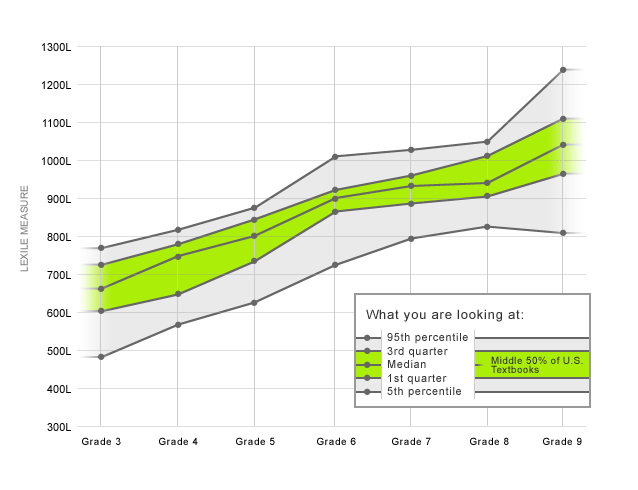 1300L
1200L
1100L
1000L
900L
800L
700L
600L
500L
400L
300L
LEXILE MEASURE
What you are looking at:
95th percentile
3rd quarter
Median
1st quarter
5th percentile
Middle 50% of U.S.
Textbooks
Grade 3 Grade 4 Grade 5 Grade 6 Grade 7 Grade 8 Grade 9